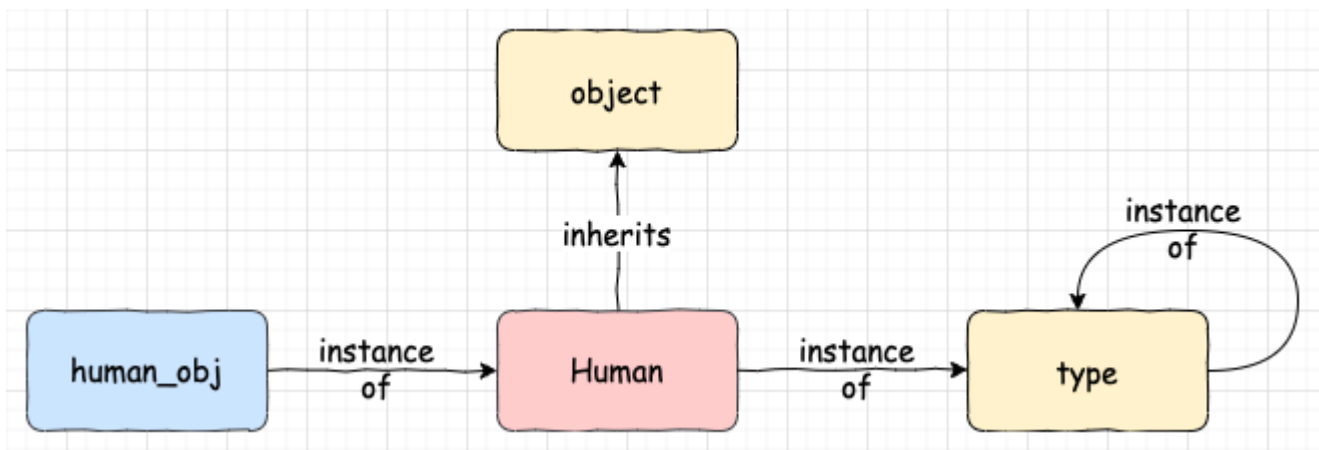 object
inherits
instance
of
human_obj
instance
of
Human
instance
of
type